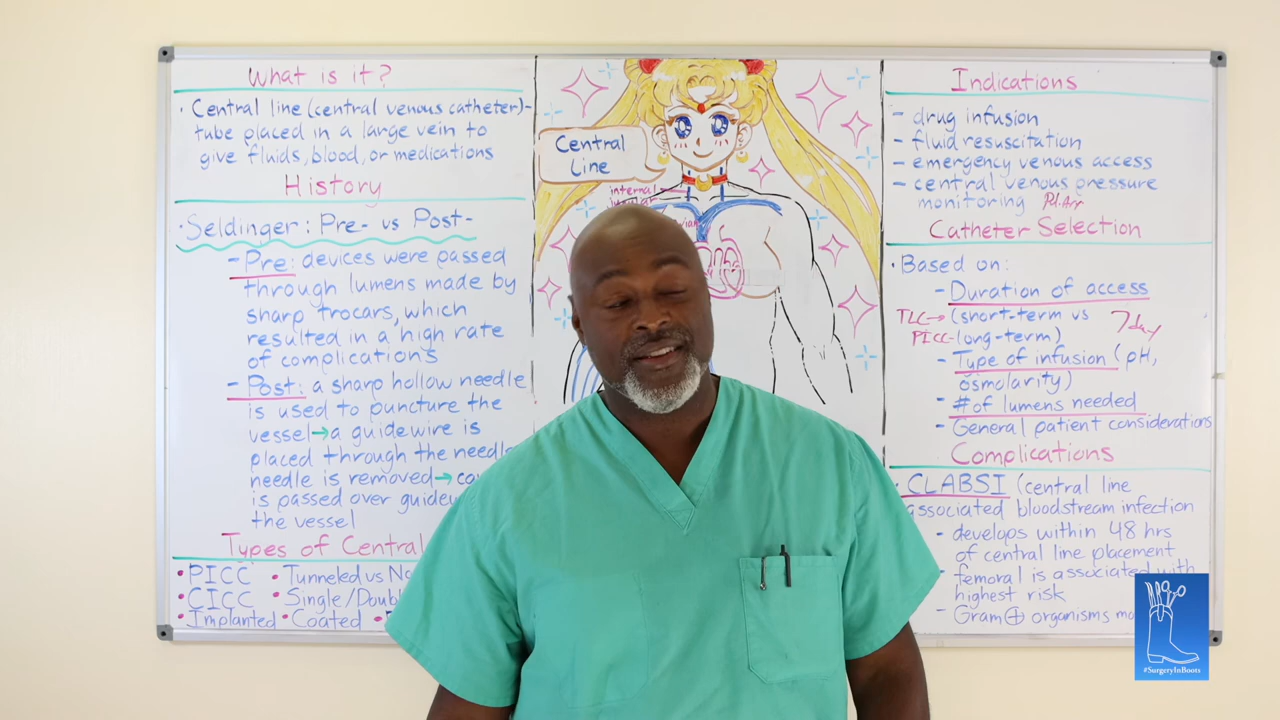 What is it?
• Central line (central venous catheter)-
tube placed in a large vein to
give fluids, blood, or medications
History
• Seldinger: Pre- vs Post-
- Pre: devices were passed
through lumens made by
sharp trocars, which
resulted in a high rate
of complications
- Post: a sharp hollow needle
is used to puncture the
vessel→a guidewire is
placed through the needle
needle is removed→
is passed over
the vessel
Types of Central
• PICC • Tunneled vs
• CICC • Single/
• Implanted • Coated •
Central
Line
internal
Indications
- drug infusion
- fluid resuscitation
- emergency venous access
- central venous pressure
monitoring
Catheter Selection
• Based on:
- Duration of access
TLC→ (short-term vs 7day
PICC-long-term)
- Type of infusion (pH,
osmolarity)
- # of lumens needed
- General patient considerations
Complications
• CLABSI (central line
associated bloodstream infection
- develops within 48 hrs
of central line placement
- femoral is associated with
highest risk
- Gram ⊕ organisms
#SurgeryInBoots